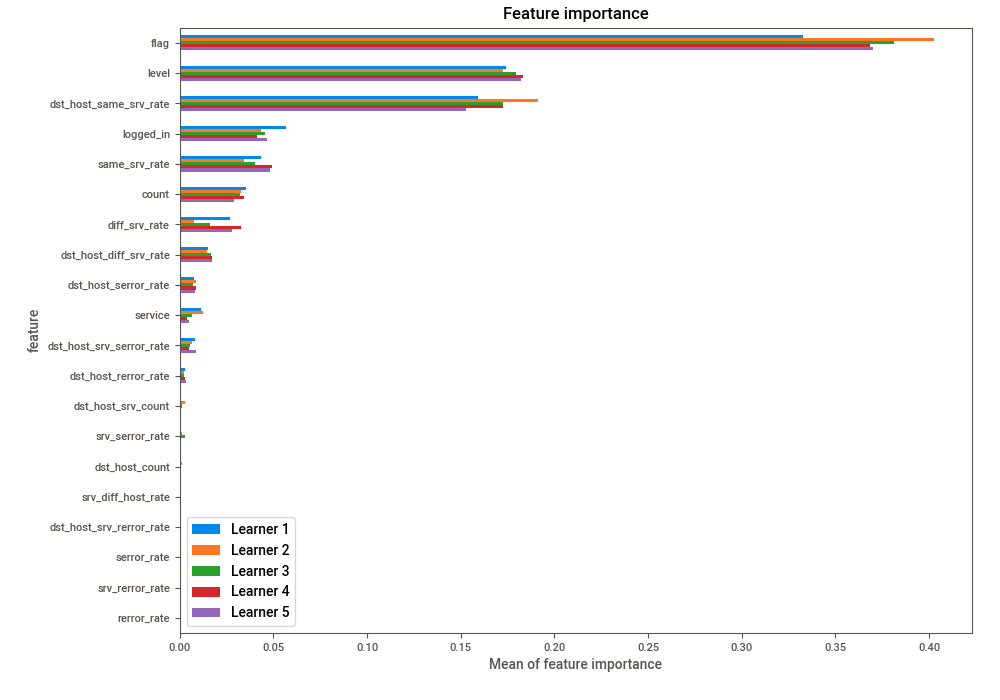 Feature importance
feature
flag
level
dst_host_same_srv_rate
logged_in
same_srv_rate
count
diff_srv_rate
dst_host_diff_srv_rate
dst_host_serror_rate
service
dst_host_srv_serror_rate
dst_host_rerror_rate
dst_host_srv_count
srv_serror_rate
dst_host_count
srv_diff_host_rate
dst_host_srv_rerror_rate
serror_rate
srv_rerror_rate
rerror_rate
Learner 1
Learner 2
Learner 3
Learner 4
Learner 5
0.00 0.05 0.10 0.15 0.20 0.25 0.30 0.35 0.40
Mean of feature importance